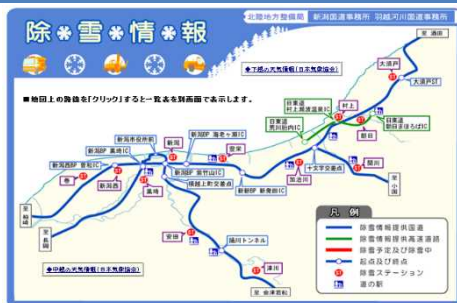 北陸地方整備局 新潟国道事務所 羽越河川国道事務所
除雪情報
至 酒田
◆下越の天気情報(日本気象協会)
大須戸
大須戸CT
■地図上の路線を「クリック」すると一覧表を別画面で表示します。
日東道
村上瀬波温泉IC
村上
日東道
荒川胎内IC
朝日
日東道
朝日まほろばIC
新潟市役所前
新潟
新潟BP 海老ヶ瀬IC
豊栄
新潟西BP 曽和IC
新潟BP 黒埼IC
新潟BP 紫竹山IC
十文字交差点
関川
巻
新潟西
黒埼
横越上町交差点
新新BP 新発田IC
加治川
至 小国
至 柏崎
至 長岡
安田
焼山トンネル
津川
◆中越の天気情報(日本気象協会)
至 会津若松
凡例
除雪情報提供国道
除雪情報提供高速道路
除雪予定及び除雪中
起点及び終点
ST 除雪ステーション
道の駅